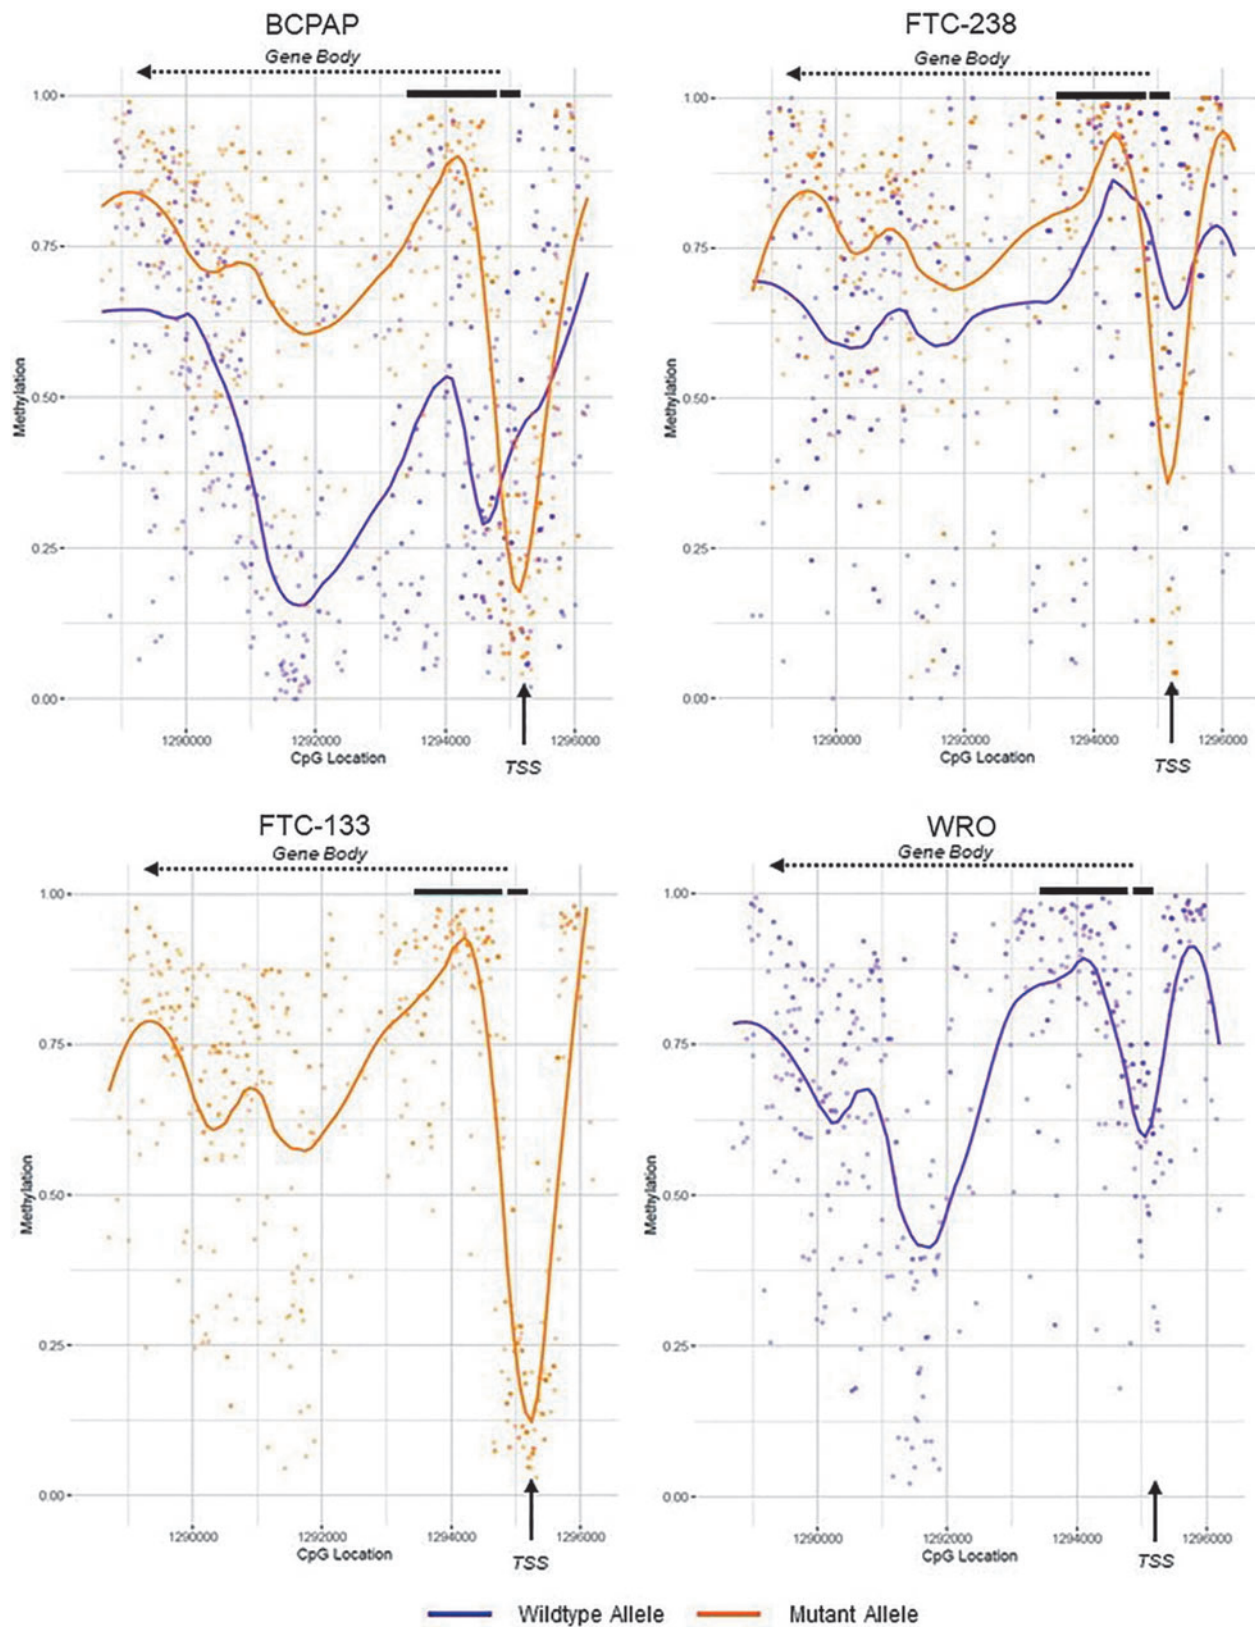 BCPAP
Gene Body
1.00
0.75
0.50
0.25
0.00
Methylation
1290000 1292000 1294000 1296000
CpG Location
TSS
FTC-238
Gene Body
1.00
0.75
0.50
0.25
0.00
Methylation
1290000 1292000 1294000 1296000
CpG Location
TSS
FTC-133
Gene Body
1.00
0.75
0.50
0.25
0.00
Methylation
1290000 1292000 1294000 1296000
CpG Location
TSS
WRO
Gene Body
1.00
0.75
0.50
0.25
0.00
Methylation
1290000 1292000 1294000 1296000
CpG Location
TSS
Wildtype Allele Mutant Allele